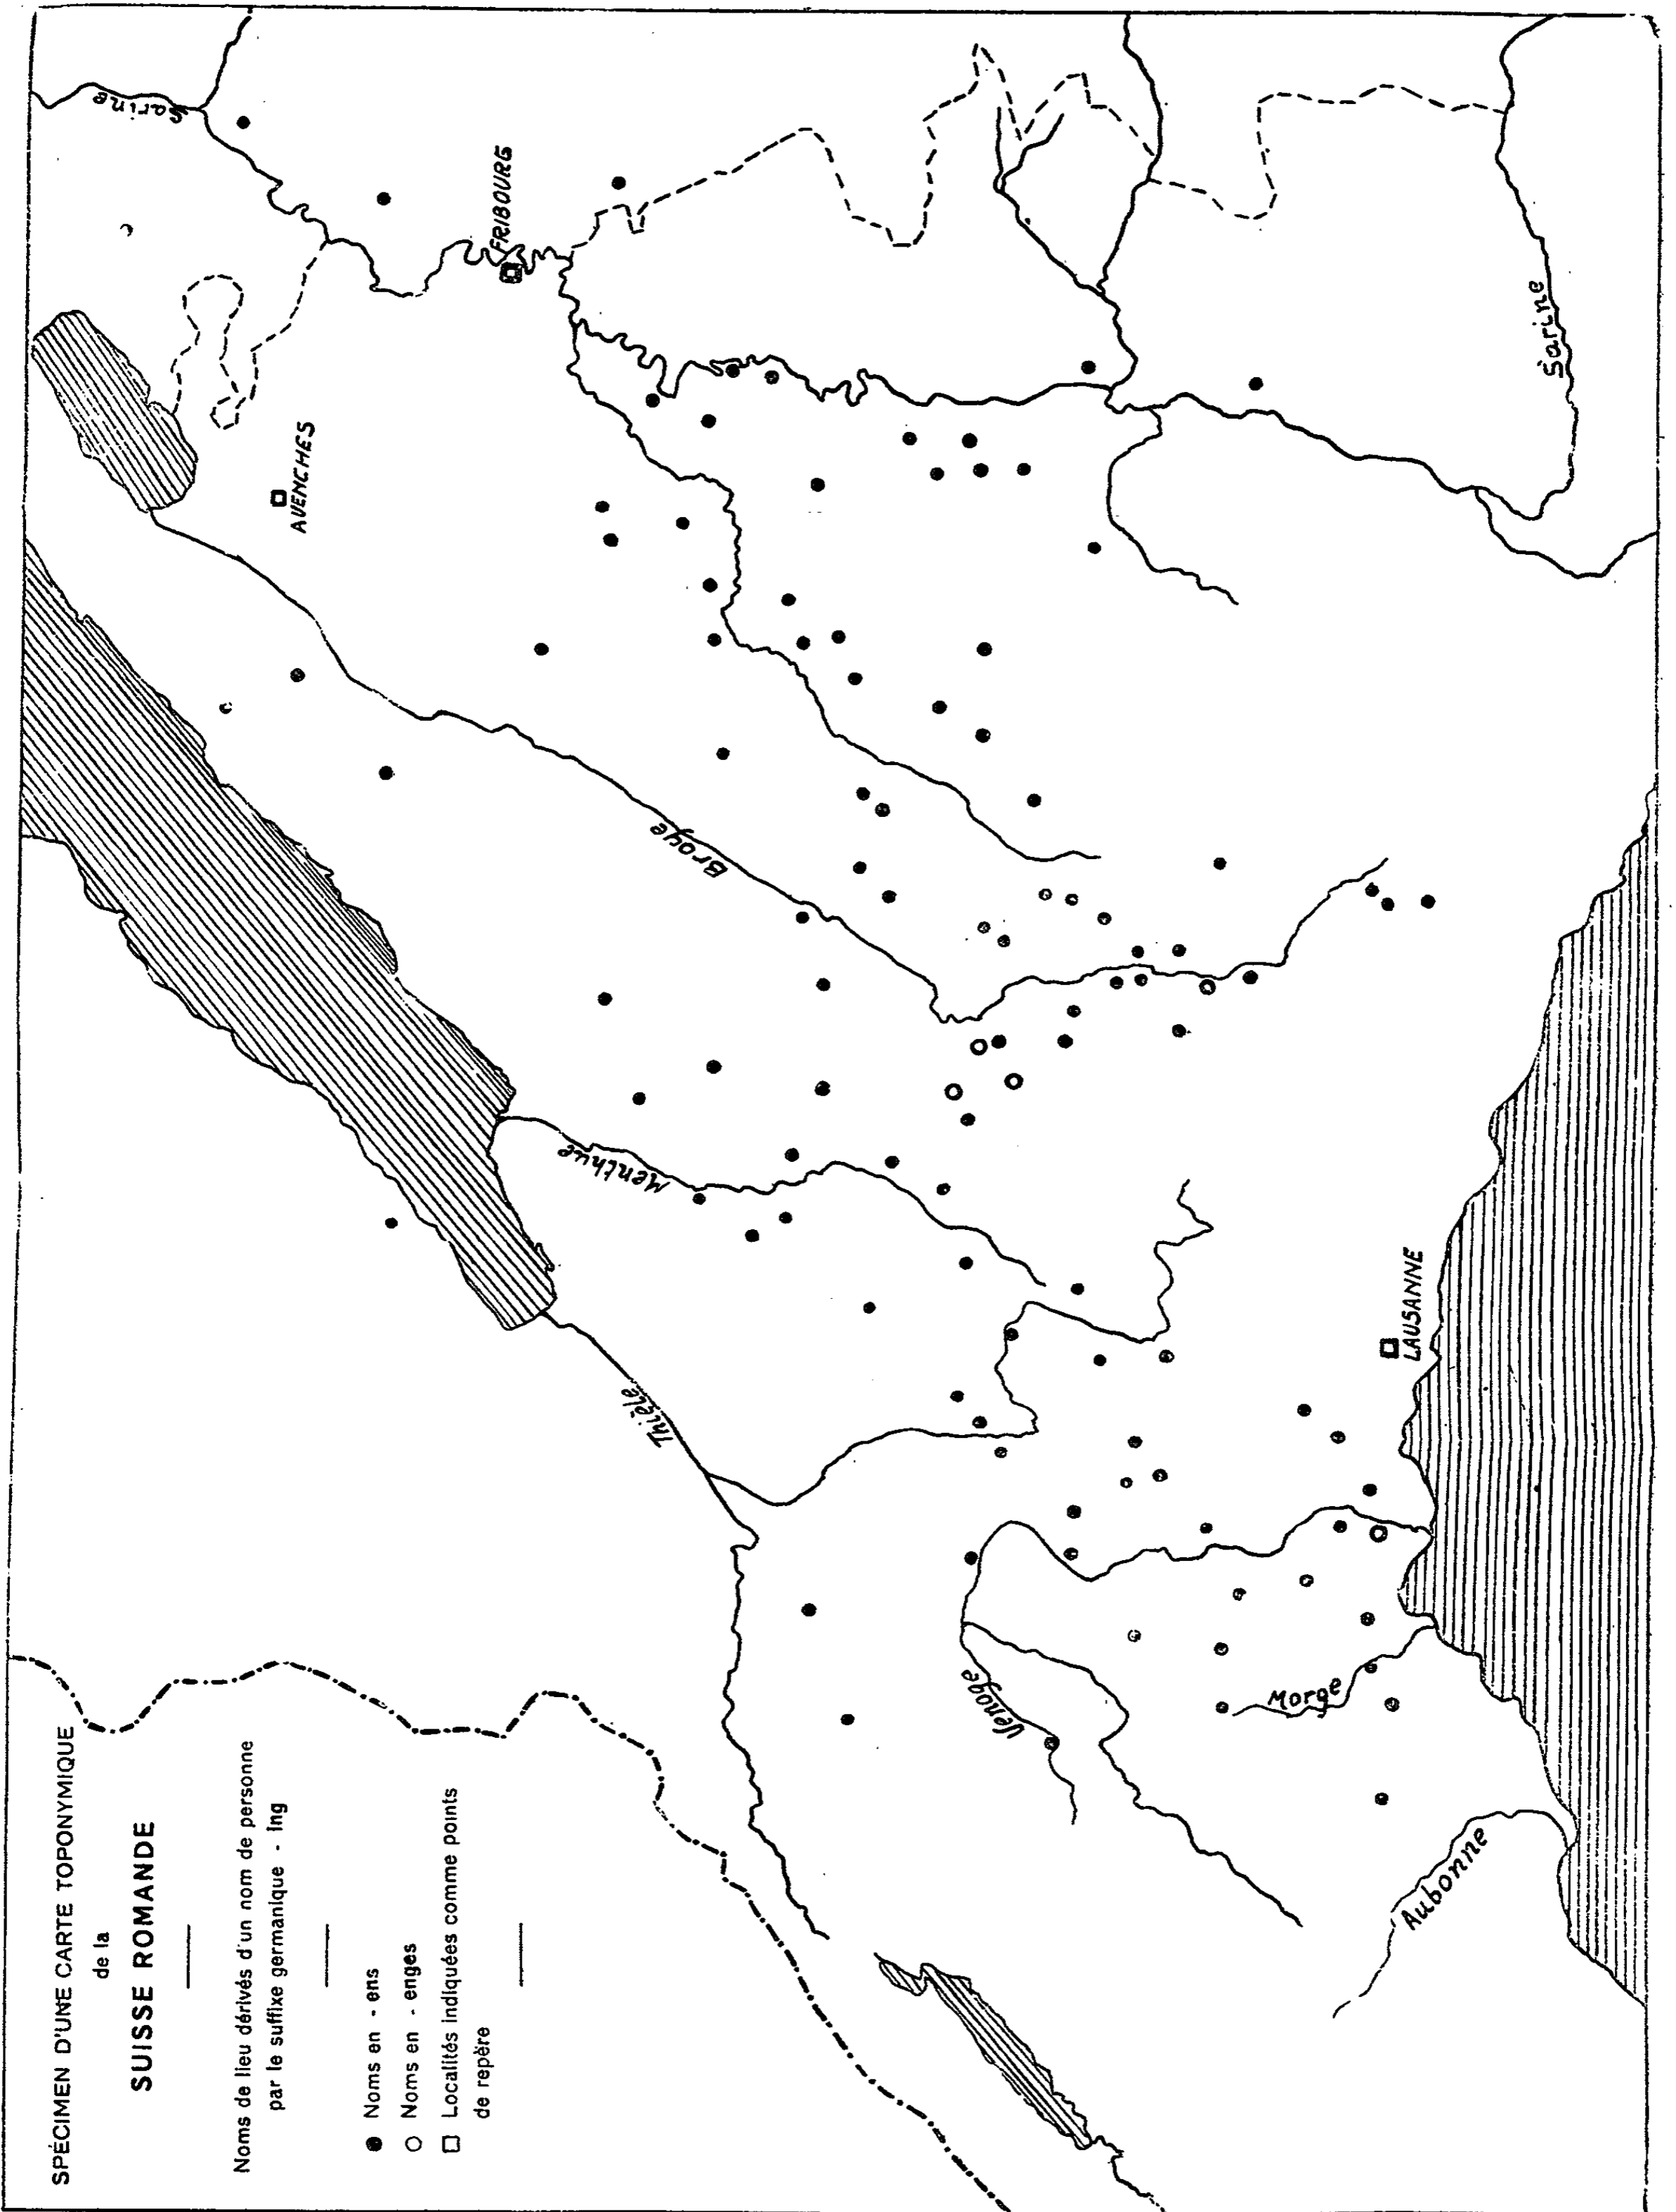 SPÉCIMEN D'UNE CARTE TOPONYMIQUE
de la
SUISSE ROMANDE
Noms de lieu dérivés d'un nom de personne
par le suffixe germanique - ing
Noms en - ens
Noms en - enges
Localités indiquées comme points
de repère
Sarine
FRIBOURG
AVENCHES
Broye
Menthue
Thièle
Sarine
LAUSANNE
Venoge
Morge
Aubonne